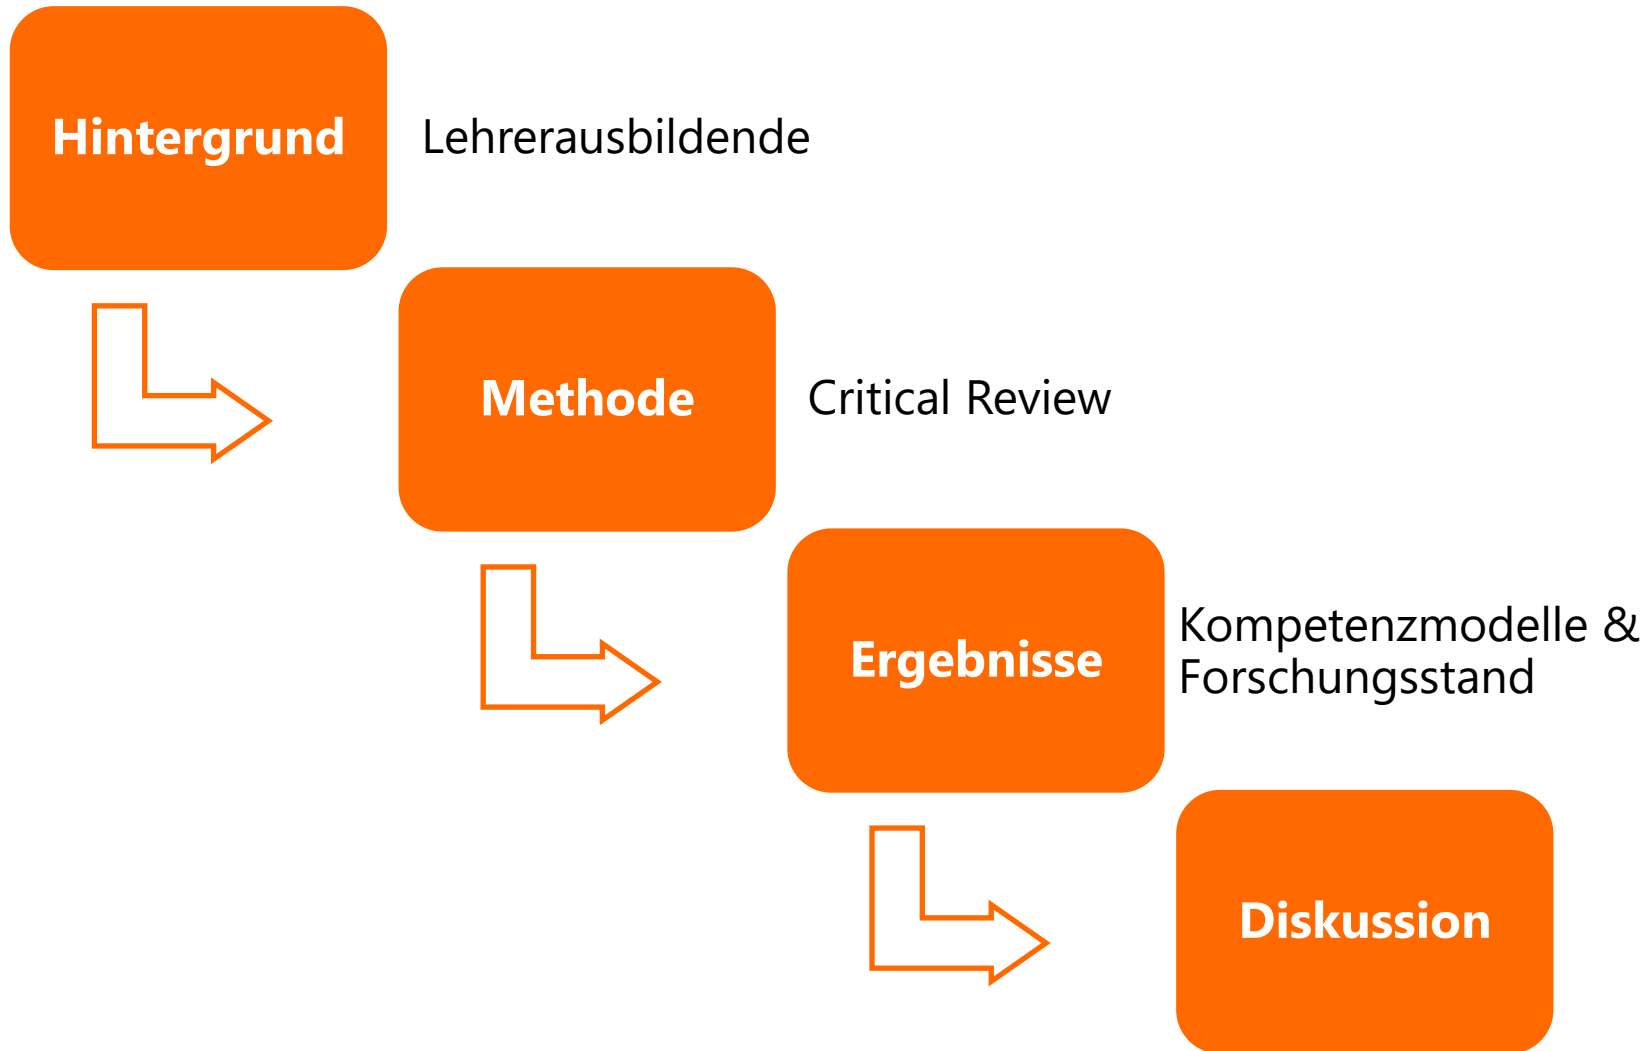 Hintergrund
Lehrerausbildende
Methode
Critical Review
Ergebnisse
Kompetenzmodelle &
Forschungsstand
Diskussion